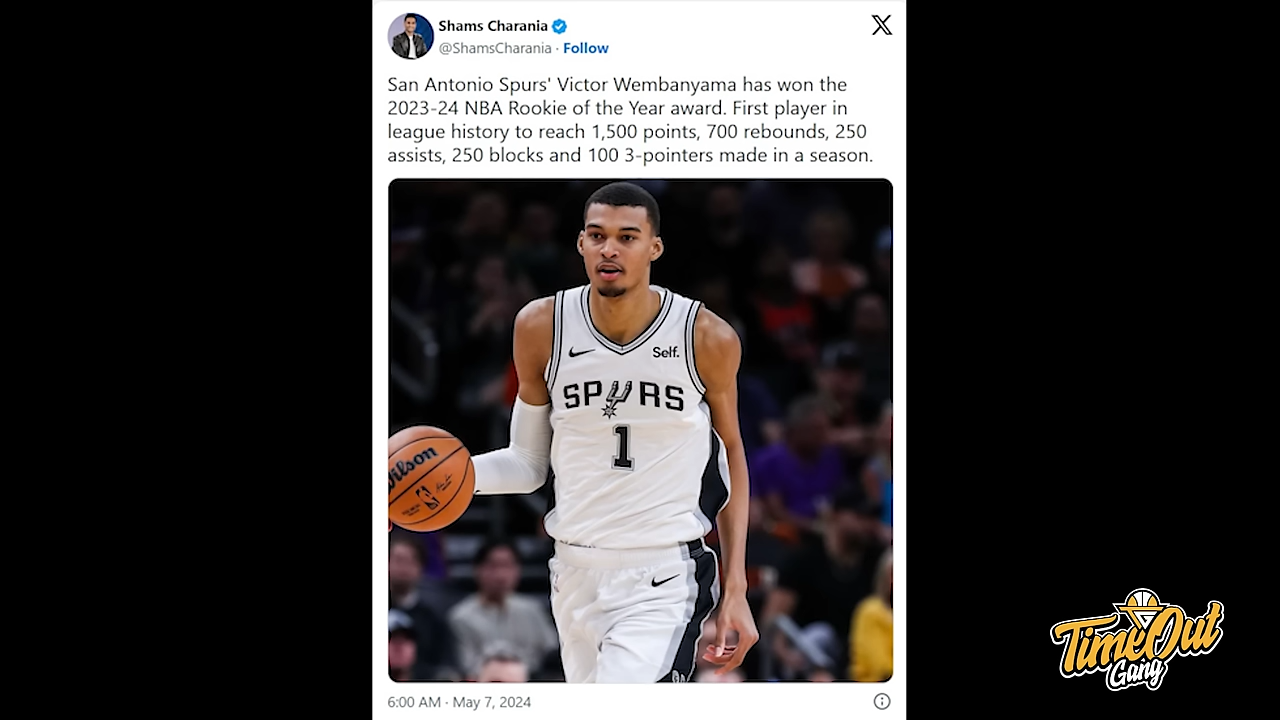 Shams Charania
@ShamsCharania · Follow
San Antonio Spurs' Victor Wembanyama has won the
2023-24 NBA Rookie of the Year award. First player in
league history to reach 1,500 points, 700 rebounds, 250
assists, 250 blocks and 100 3-pointers made in a season.
Self.
SPURS
1
Wilson
6:00 AM · May 7, 2024
TimeOut
Gang